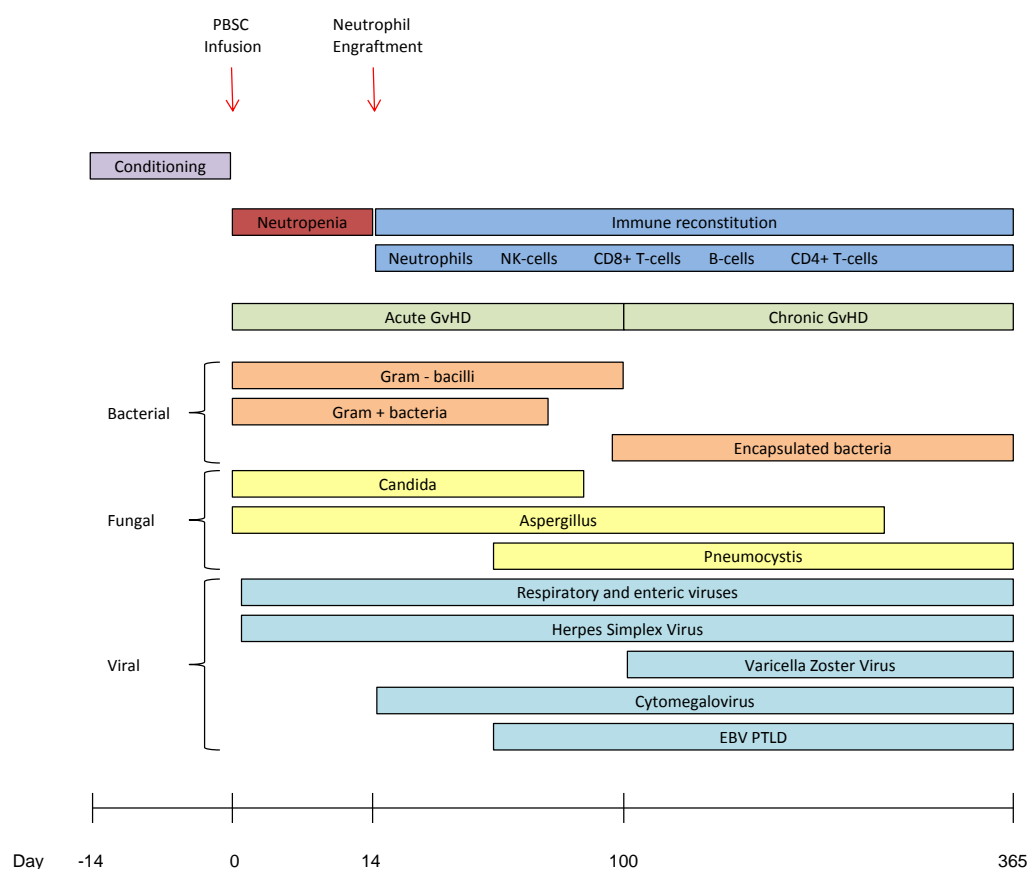 PBSC
Infusion
Neutrophil
Engraftment
Conditioning
Neutropenia
Immune reconstitution
Neutrophils NK-cells CD8+ T-cells B-cells CD4+ T-cells
Acute GvHD
Chronic GvHD
Bacterial
Gram - bacilli
Gram + bacteria
Encapsulated bacteria
Fungal
Candida
Aspergillus
Pneumocystis
Viral
Respiratory and enteric viruses
Herpes Simplex Virus
Varicella Zoster Virus
Cytomegalovirus
EBV PTLD
Day -14 0 14 100 365